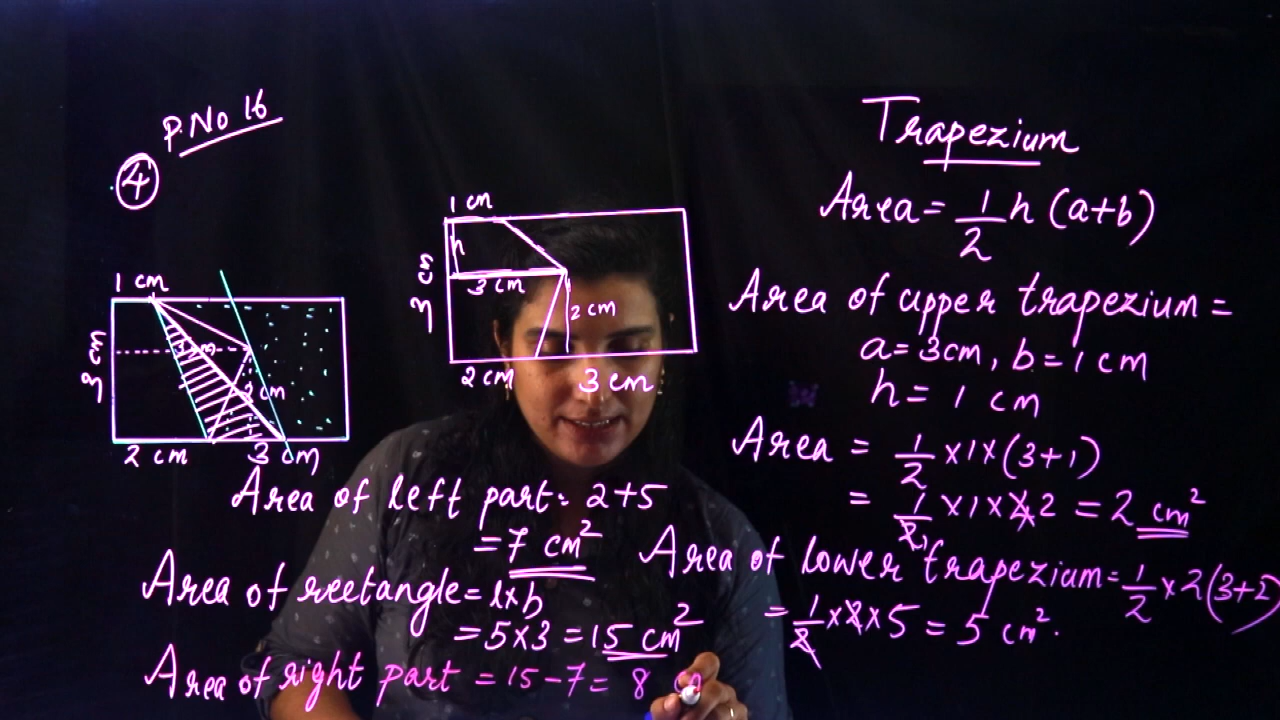 P.No 16
4
1 cm
3 cm
2 cm
2 cm
3 cm
1 cm
h
3 cm
3 cm
2 cm
2 cm
3 cm
Area of left part = 2+5
= 7 cm²
Area of rectangle = l×b
= 5×3 = 15 cm²
Area of right part = 15-7 = 8
Trapezium
Area = 1/2 h (a+b)
Area of upper trapezium =
a = 3cm, b = 1 cm
h = 1 cm
Area = 1/2 ×1×(3+1)
= 1/2 ×1×4 2 = 2 cm²
Area of lower trapezium = 1/2 ×2(3+2)
= 1/2 ×2×5 = 5 cm².